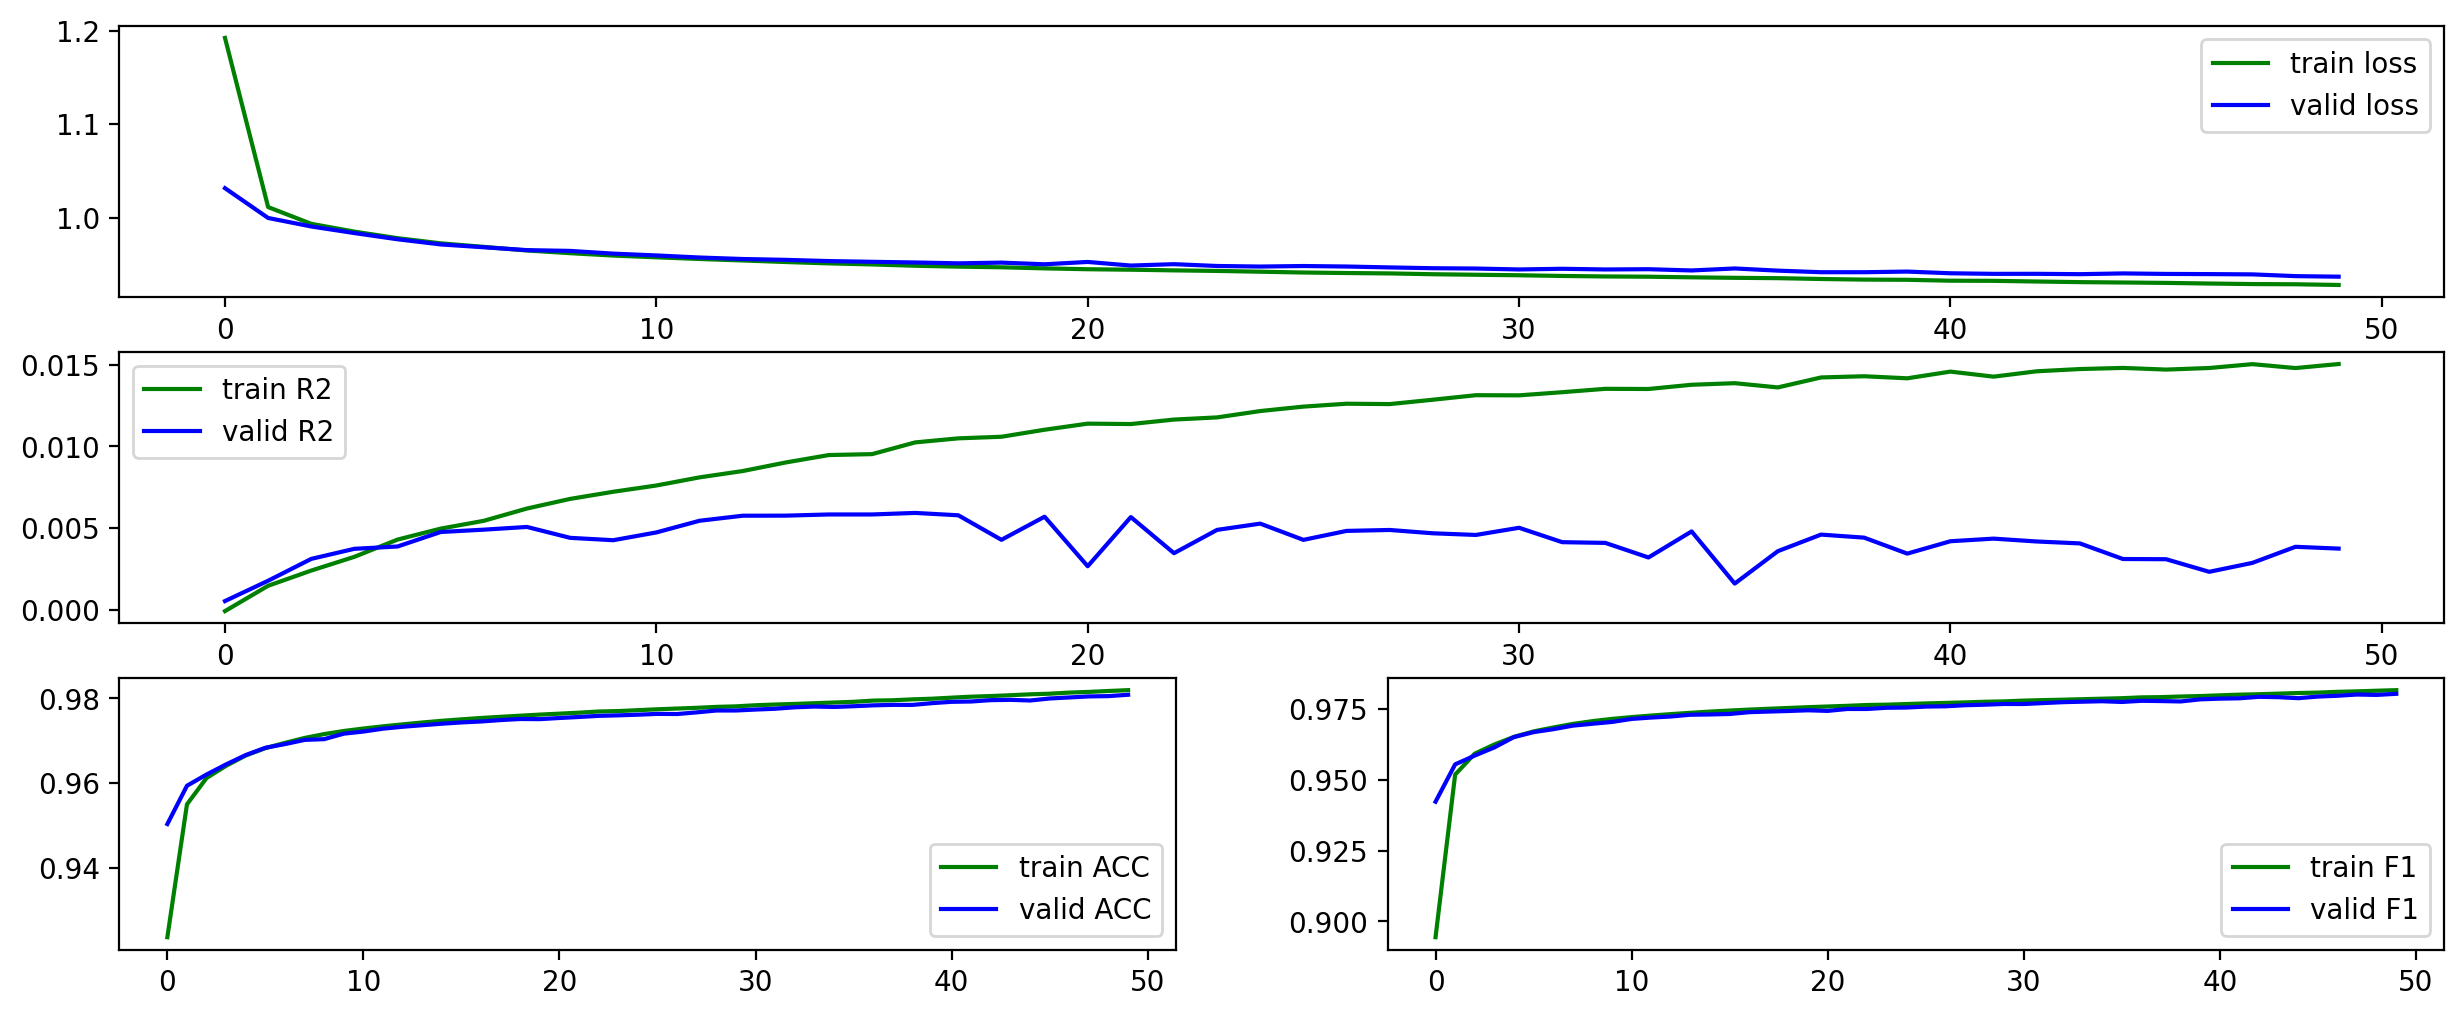 1.2
1.1
1.0
train loss
valid loss
0 10 20 30 40 50
0.015
0.010
0.005
0.000
train R2
valid R2
0 10 20 30 40 50
0.98
0.96
0.94
train ACC
valid ACC
0 10 20 30 40 50
0.975
0.950
0.925
0.900
train F1
valid F1
0 10 20 30 40 50